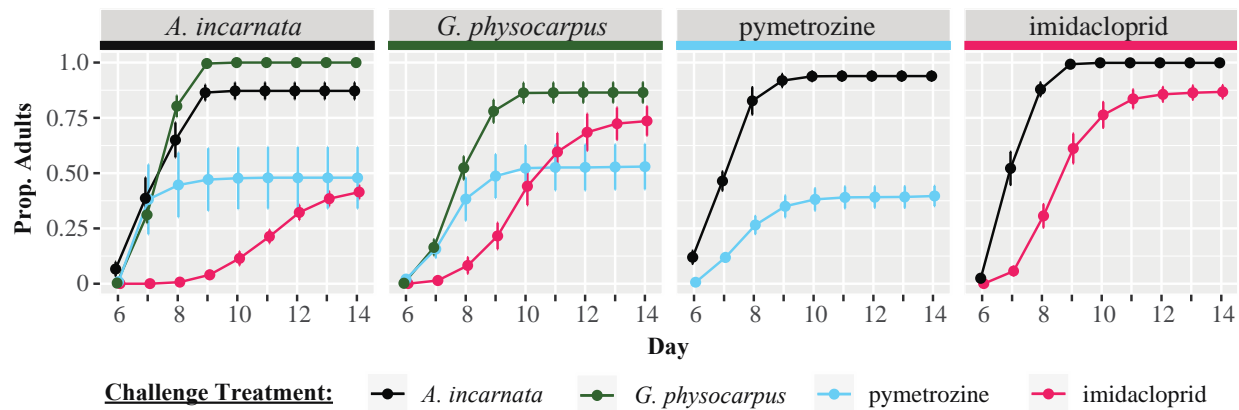 A. incarnata G. physocarpus pymetrozine imidacloprid
Prop. Adults
1.0
0.75
0.50
0.25
0
6 8 10 12 14 6 8 10 12 14 6 8 10 12 14 6 8 10 12 14
Day
Challenge Treatment: A. incarnata G. physocarpus pymetrozine imidacloprid